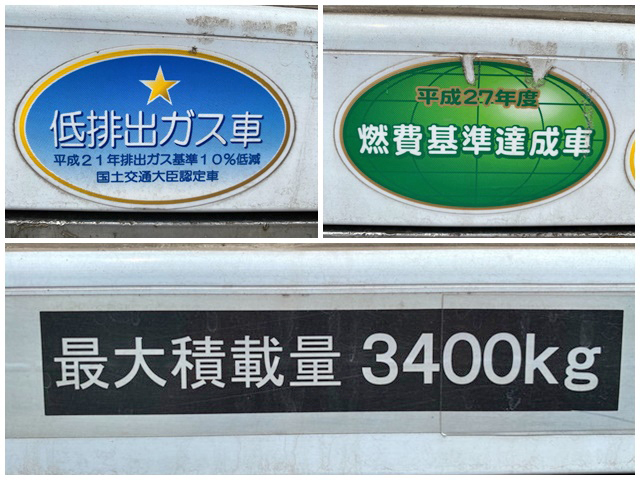 低排出ガス車
平成21年排出ガス基準10%低減
国土交通大臣認定車
平成27年度
燃費基準達成車
最大積載量 3400kg